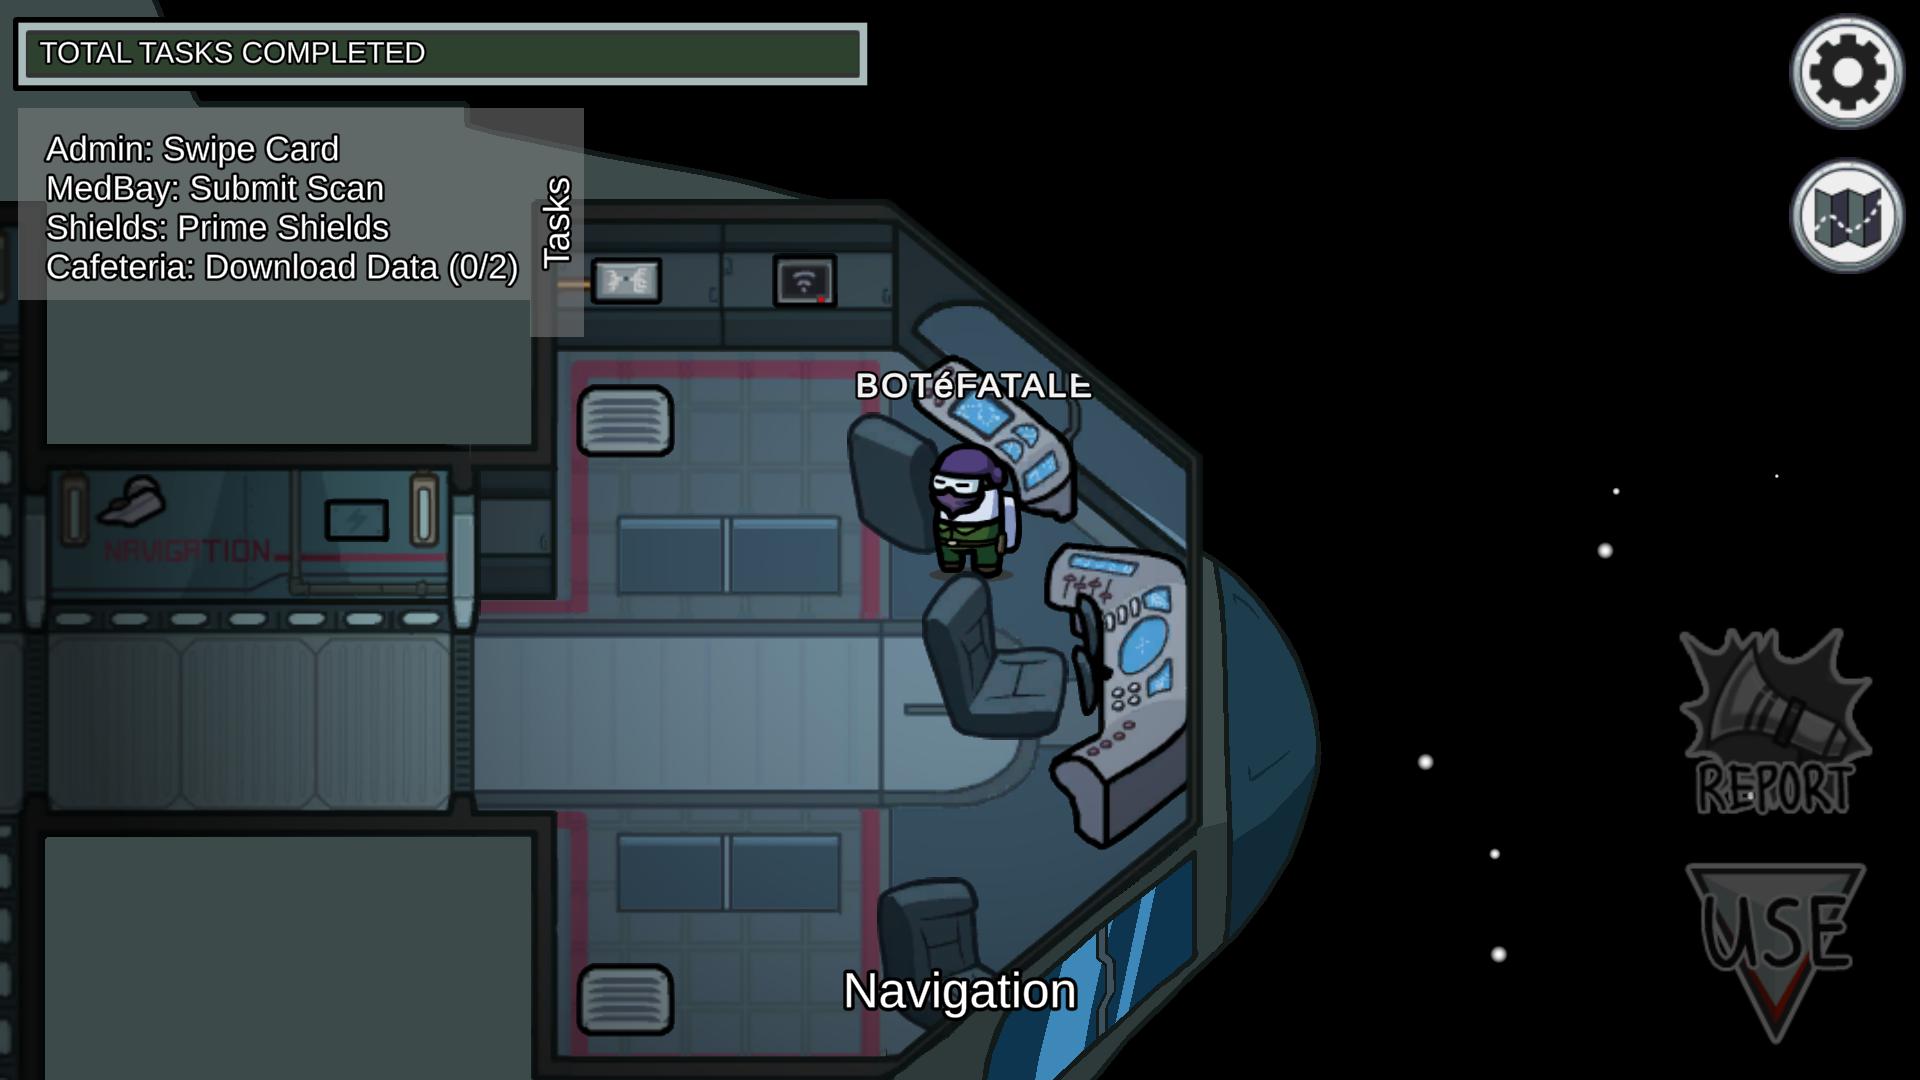 TOTAL TASKS COMPLETED
Admin: Swipe Card
MedBay: Submit Scan
Shields: Prime Shields
Cafeteria: Download Data (0/2)
Tasks
BOTéFATALE
NAVIGATION
REPORT
USE
Navigation